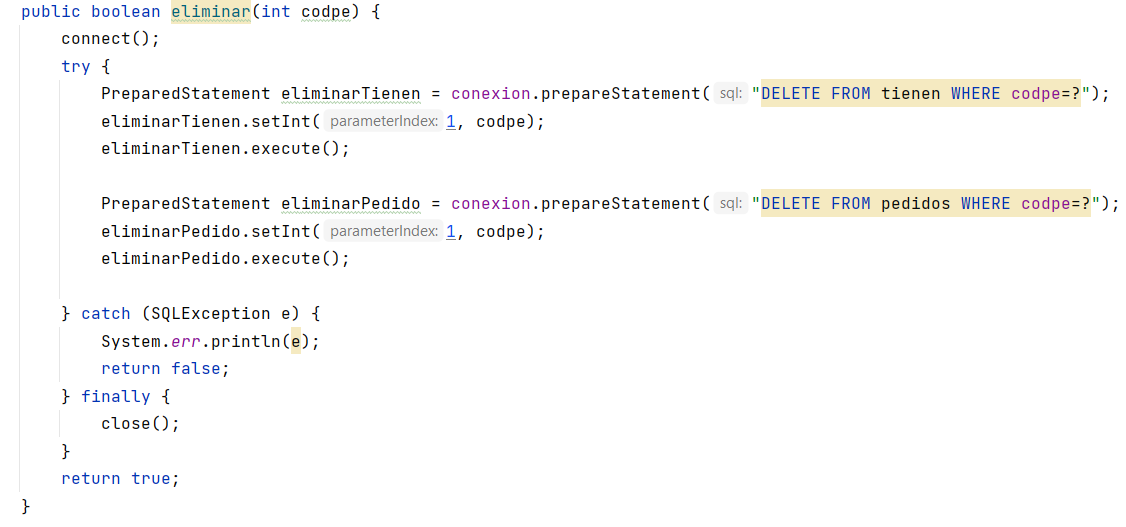 public boolean eliminar(int codpe) {
connect();
try {
PreparedStatement eliminarTienen = conexion.prepareStatement( sql: "DELETE FROM tienen WHERE codpe=?");
eliminarTienen.setInt( parameterIndex: 1, codpe);
eliminarTienen.execute();
PreparedStatement eliminarPedido = conexion.prepareStatement( sql: "DELETE FROM pedidos WHERE codpe=?");
eliminarPedido.setInt( parameterIndex: 1, codpe);
eliminarPedido.execute();
} catch (SQLException e) {
System.err.println(e);
return false;
} finally {
close();
}
return true;
}